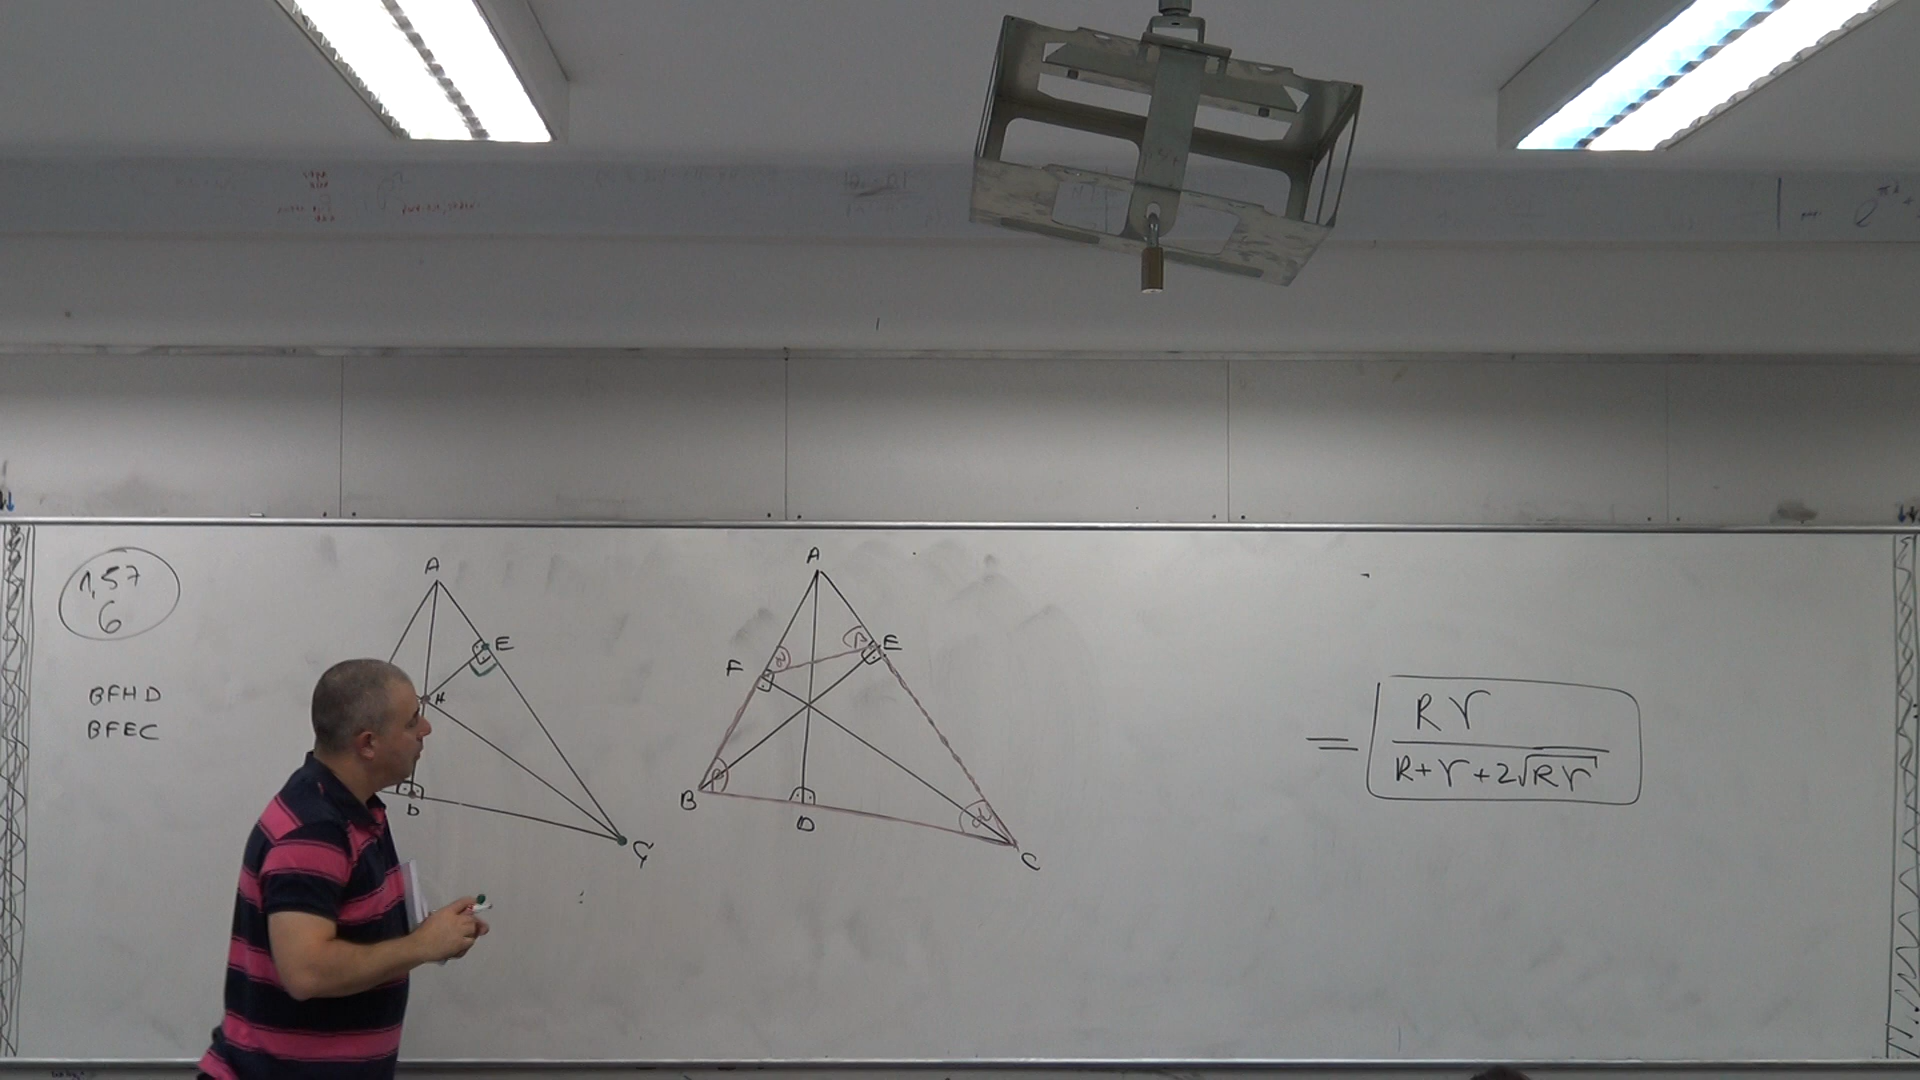 1,57
6
BFHD
BFEC
A
E
H
D
C
A
F
α
β
E
B
β
D
α
C
= Rr / R+r+2√Rr